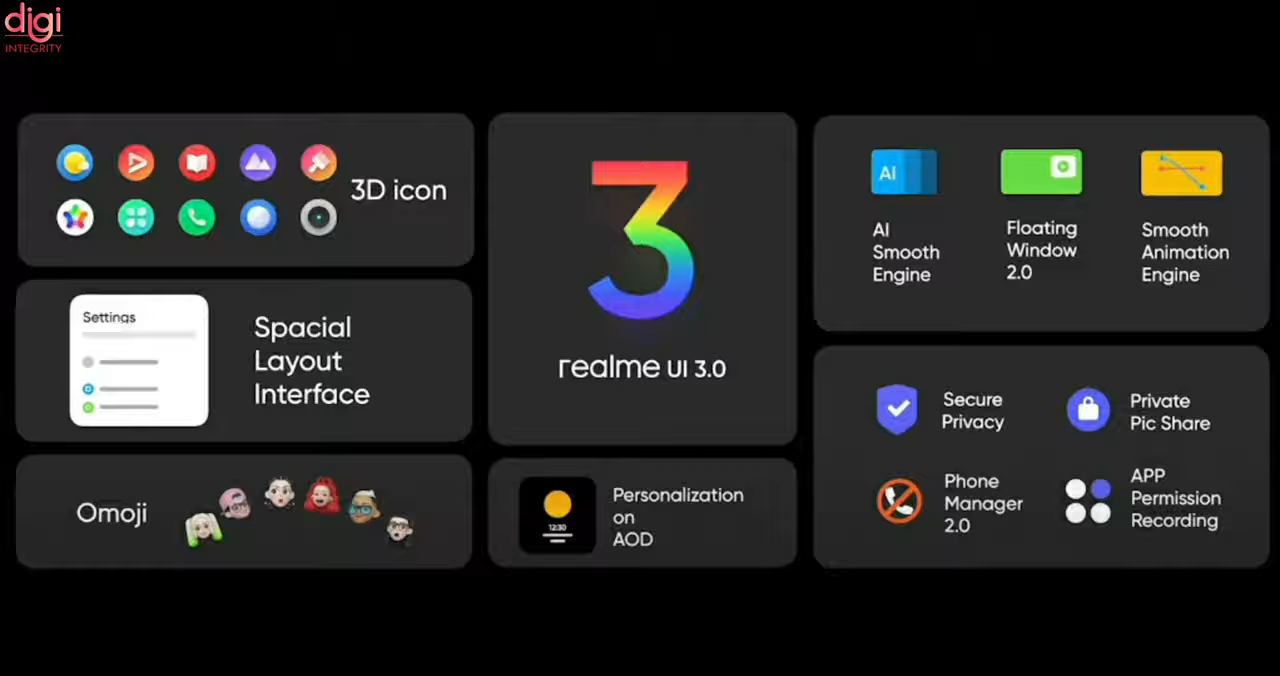 digi
INTEGRITY
3D icon
Settings
Spacial
Layout
Interface
Omoji
3
realme UI 3.0
12:30
Personalization
on
AOD
AI
AI
Smooth
Engine
Floating
Window
2.0
Smooth
Animation
Engine
Secure
Privacy
Private
Pic Share
Phone
Manager
2.0
APP
Permission
Recording